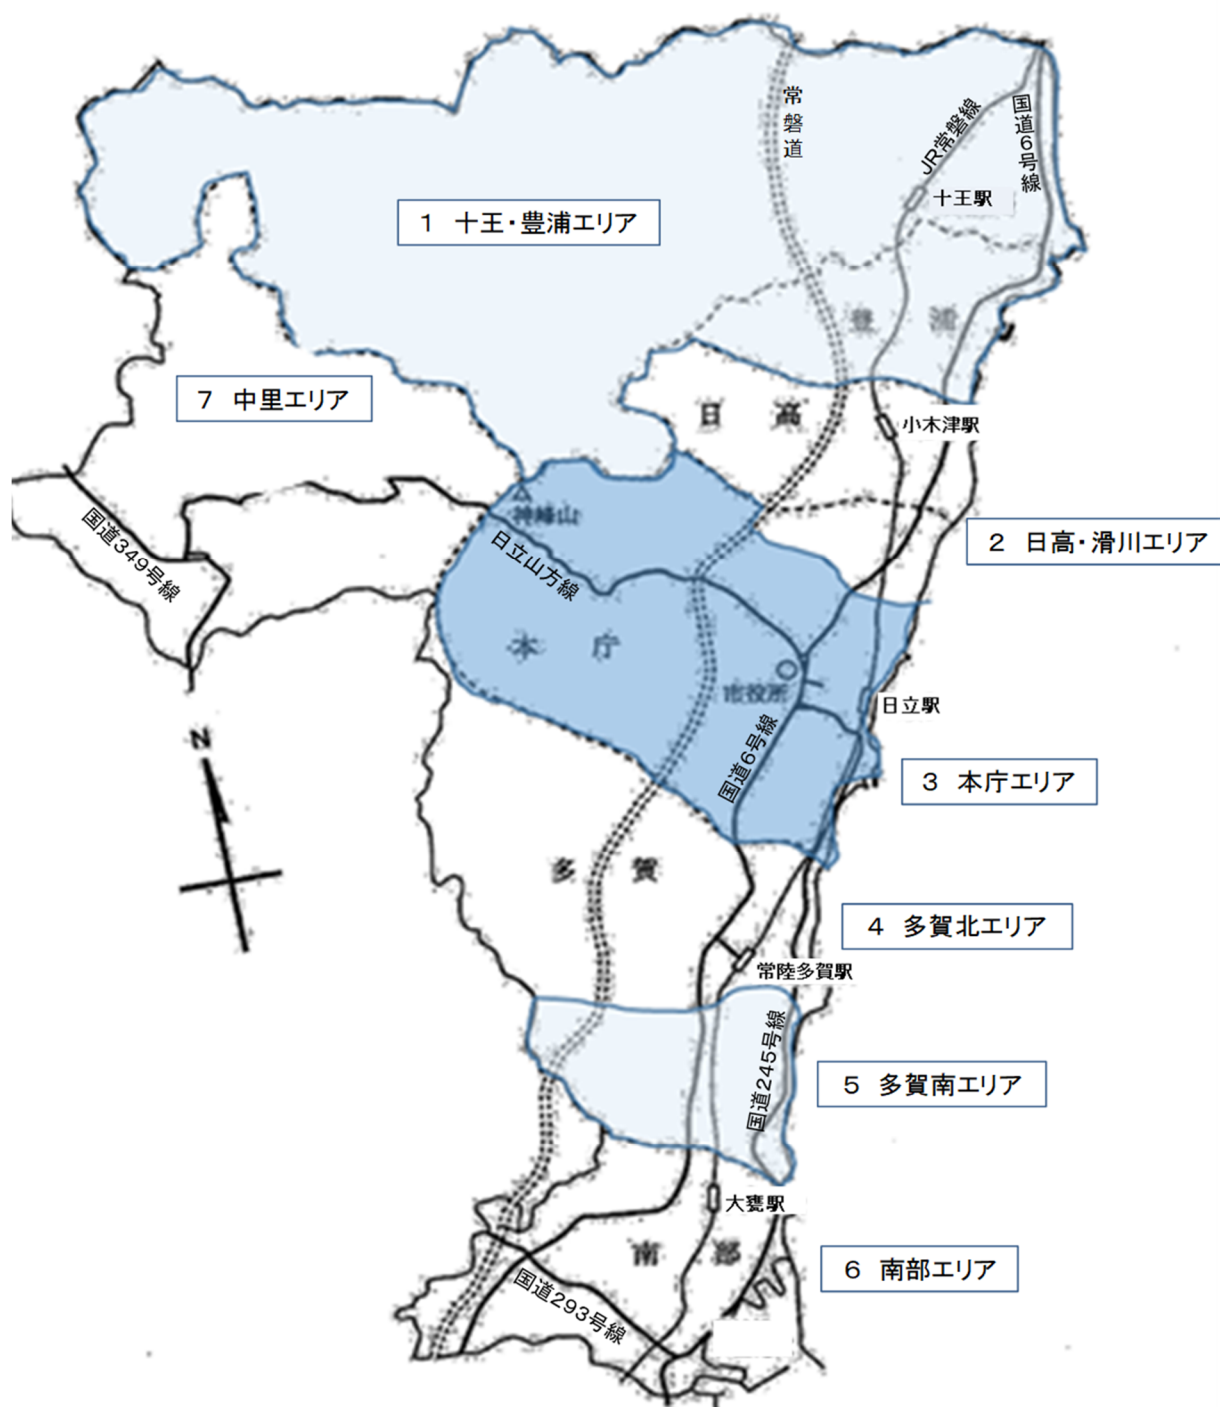 常磐道
JR常磐線
国道6号線
十王駅
1 十王・豊浦エリア
豊浦
7 中里エリア
日高
小木津駅
神峰山
国道349号線
日立山方線
2 日高・滑川エリア
本庁
市役所
日立駅
N
国道6号線
3 本庁エリア
多賀
4 多賀北エリア
常陸多賀駅
国道245号線
5 多賀南エリア
大甕駅
南部
6 南部エリア
国道293号線